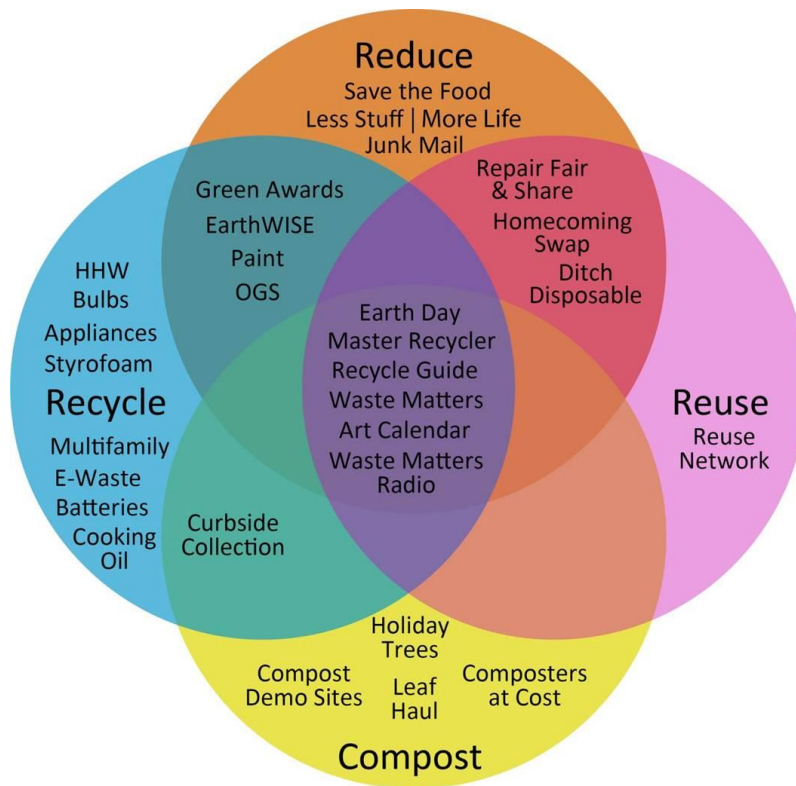 Reduce
Save the Food
Less Stuff | More Life
Junk Mail
Green Awards
EarthWISE
Paint
OGS
Repair Fair
& Share
Homecoming
Swap
Ditch
Disposable
HHW
Bulbs
Appliances
Styrofoam
Recycle
Multifamily
E-Waste
Batteries
Cooking
Oil
Earth Day
Master Recycler
Recycle Guide
Waste Matters
Art Calendar
Waste Matters
Radio
Reuse
Reuse
Network
Curbside
Collection
Holiday
Trees
Compost
Demo Sites
Leaf
Haul
Composters
at Cost
Compost